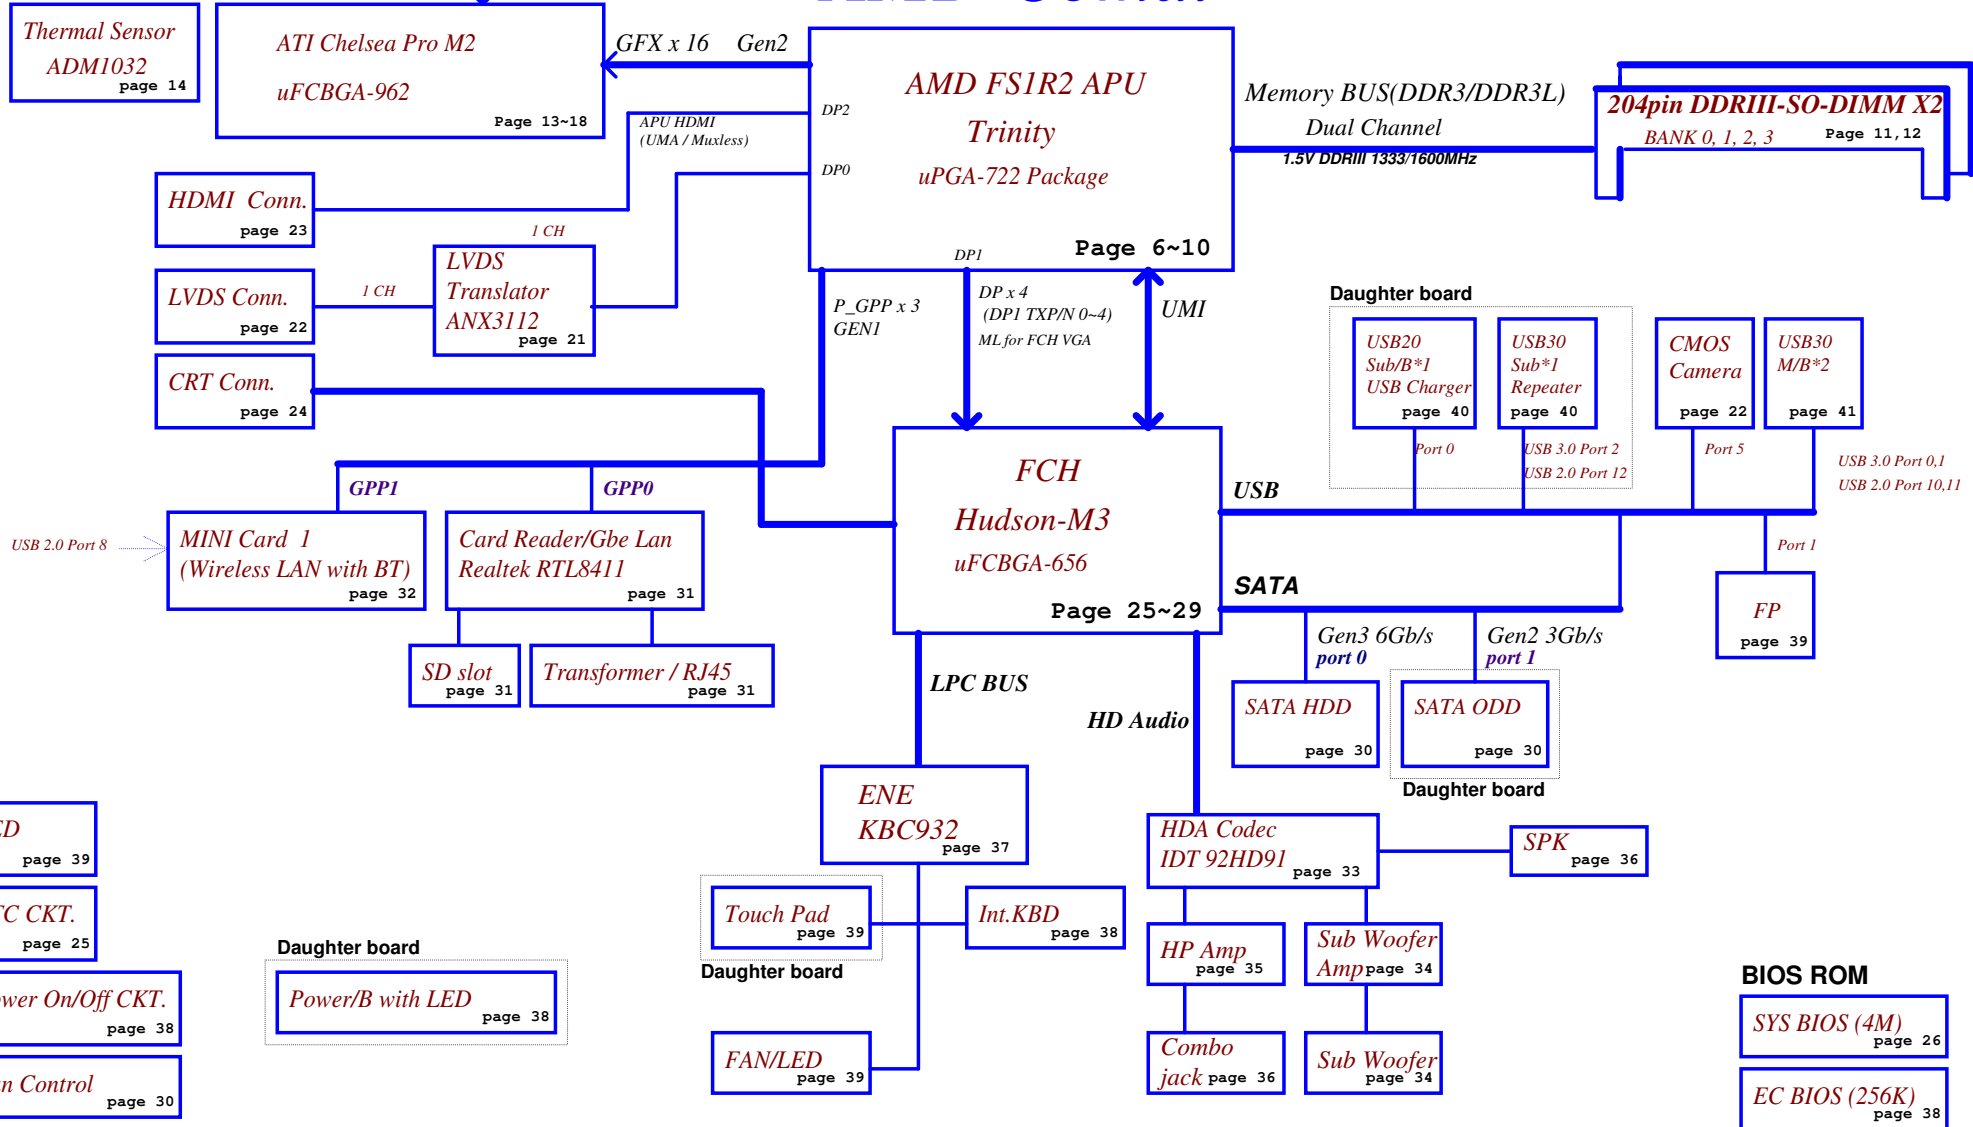 Thermal Sensor
ADM1032
page 14
ATI Chelsea Pro M2
uFCBGA-962
Page 13~18
GFX x 16 Gen2
APU HDMI
(UMA / Muxless)
DP2
DP0
AMD FS1R2 APU
Trinity
uPGA-722 Package
Page 6~10
DP1
Memory BUS(DDR3/DDR3L)
Dual Channel
1.5V DDRIII 1333/1600MHz
204pin DDRIII-SO-DIMM X2
BANK 0, 1, 2, 3
Page 11,12
HDMI Conn.
page 23
1 CH
LVDS Conn.
page 22
1 CH
LVDS
Translator
ANX3112
page 21
CRT Conn.
page 24
P_GPP x 3
GEN1
DP x 4
(DP1 TXP/N 0~4)
ML for FCH VGA
UMI
Daughter board
USB20
Sub/B*1
USB Charger
page 40
USB30
Sub*1
Repeater
page 40
CMOS
Camera
page 22
USB30
M/B*2
page 41
Port 0
USB 3.0 Port 2
USB 2.0 Port 12
Port 5
USB 3.0 Port 0,1
USB 2.0 Port 10,11
GPP1
GPP0
USB 2.0 Port 8
MINI Card 1
(Wireless LAN with BT)
page 32
Card Reader/Gbe Lan
Realtek RTL8411
page 31
SD slot
page 31
Transformer / RJ45
page 31
FCH
Hudson-M3
uFCBGA-656
Page 25~29
USB
SATA
Port 1
FP
page 39
Gen3 6Gb/s
port 0
Gen2 3Gb/s
port 1
SATA HDD
page 30
SATA ODD
page 30
Daughter board
LPC BUS
HD Audio
ENE
KBC932
page 37
HDA Codec
IDT 92HD91
page 33
SPK
page 36
page 39
TC CKT.
page 25
wer On/Off CKT.
page 38
n Control
page 30
Daughter board
Power/B with LED
page 38
Touch Pad
page 39
Daughter board
Int.KBD
page 38
FAN/LED
page 39
HP Amp
page 35
Sub Woofer
Amp
page 34
Combo
jack
page 36
Sub Woofer
page 34
BIOS ROM
SYS BIOS (4M)
page 26
EC BIOS (256K)
page 38